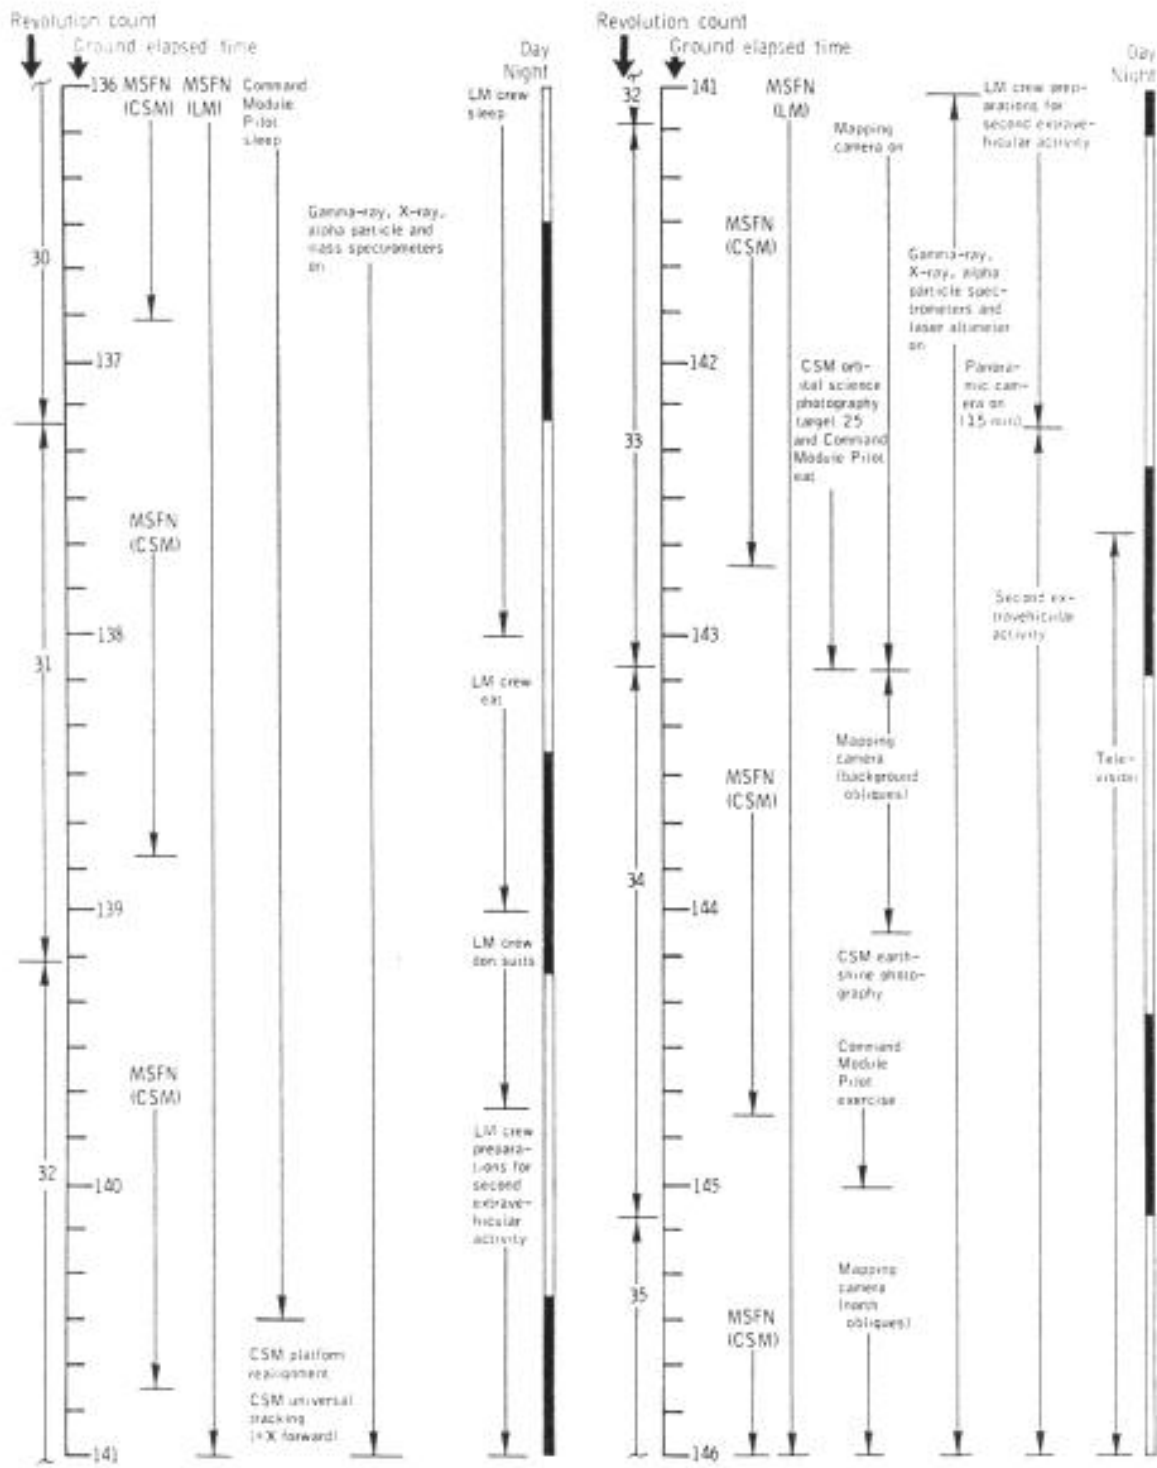 Revolution count
Ground elapsed time
Day
Night
136
MSFN
(CSM)
MSFN
(LM)
Command
Module
Pilot
sleep
LM crew
sleep
Gamma-ray, X-ray,
alpha particle and
mass spectrometers
on
30
137
MSFN
(CSM)
138
31
LM crew
eat
139
LM crew
don suits
MSFN
(CSM)
LM crew
prepara-
tions for
second
extrave-
hicular
activity
32
140
CSM platform
realignment
CSM universal
tracking
(+X forward)
141
Revolution count
Ground elapsed time
Day
Night
32
141
MSFN
(LM)
Mapping
camera on
LM crew prep-
arations for
second extrave-
hicular activity
MSFN
(CSM)
Gamma-ray,
X-ray, alpha
particle spec-
trometers and
laser altimeter
on
142
CSM orb-
ital science
photography
target 25
and Command
Module Pilot
eat
Panora-
mic cam-
era on
(15 min)
33
Second ex-
travehicular
activity
143
Mapping
camera
(background
obliques)
MSFN
(CSM)
Tele-
vision
34
144
CSM earth-
shine photo-
graphy
Command
Module
Pilot
exercise
145
Mapping
camera
(north
obliques)
35
MSFN
(CSM)
146